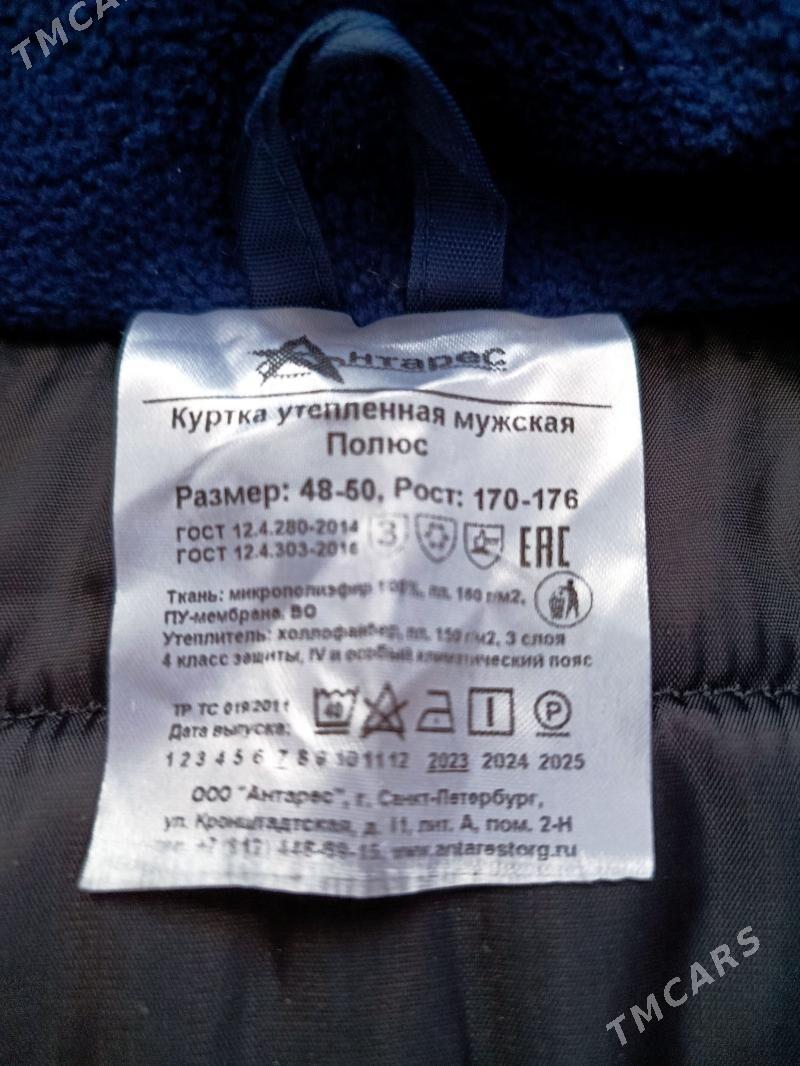 TMCARS
Антарес
Куртка утепленная мужская
Полюс
Размер: 48-50, Рост: 170-176
ГОСТ 12.4.280-2014 З
ГОСТ 12.4.303-2016 ЕАС
Ткань: микрополиэфир 100%, пл. 160 г/м2,
ПУ-мембрана, ВО
Утеплитель: холлофайбер, пл. 150 г/м2, 3 слоя
4 класс защиты, IV и особый климатический пояс
ТР ТС 019 2011 40 P
Дата выпуска:
1 2 3 4 5 6 7 8 9 10 11 12 2023 2024 2025
ООО "Антарес", г. Санкт-Петербург,
ул. Кронштадтская, д. 11, лит. А, пом. 2-Н
www.antarestorg.ru
TMCARS